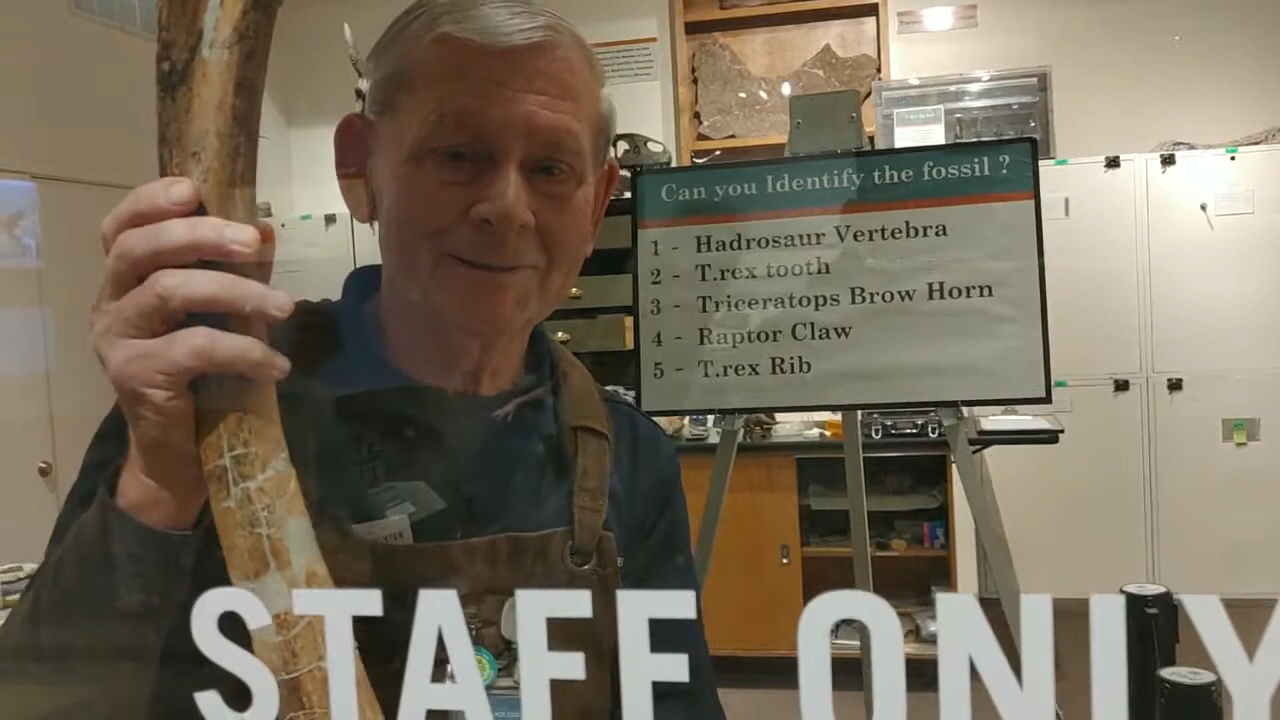 Can you Identify the fossil ?
1 - Hadrosaur Vertebra
2 - T.rex tooth
3 - Triceratops Brow Horn
4 - Raptor Claw
5 - T.rex Rib
STAFF ONLY